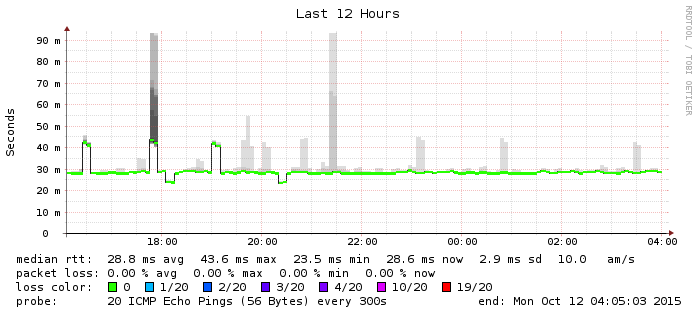 Last 12 Hours
RRDTOOL / TOBI OETIKER
Seconds
90 m
80 m
70 m
60 m
50 m
40 m
30 m
20 m
10 m
0
18:00 20:00 22:00 00:00 02:00 04:00
median rtt: 28.8 ms avg 43.6 ms max 23.5 ms min 28.6 ms now 2.9 ms sd 10.0 am/s
packet loss: 0.00 % avg 0.00 % max 0.00 % min 0.00 % now
loss color: 0 1/20 2/20 3/20 4/20 10/20 19/20
probe: 20 ICMP Echo Pings (56 Bytes) every 300s end: Mon Oct 12 04:05:03 2015